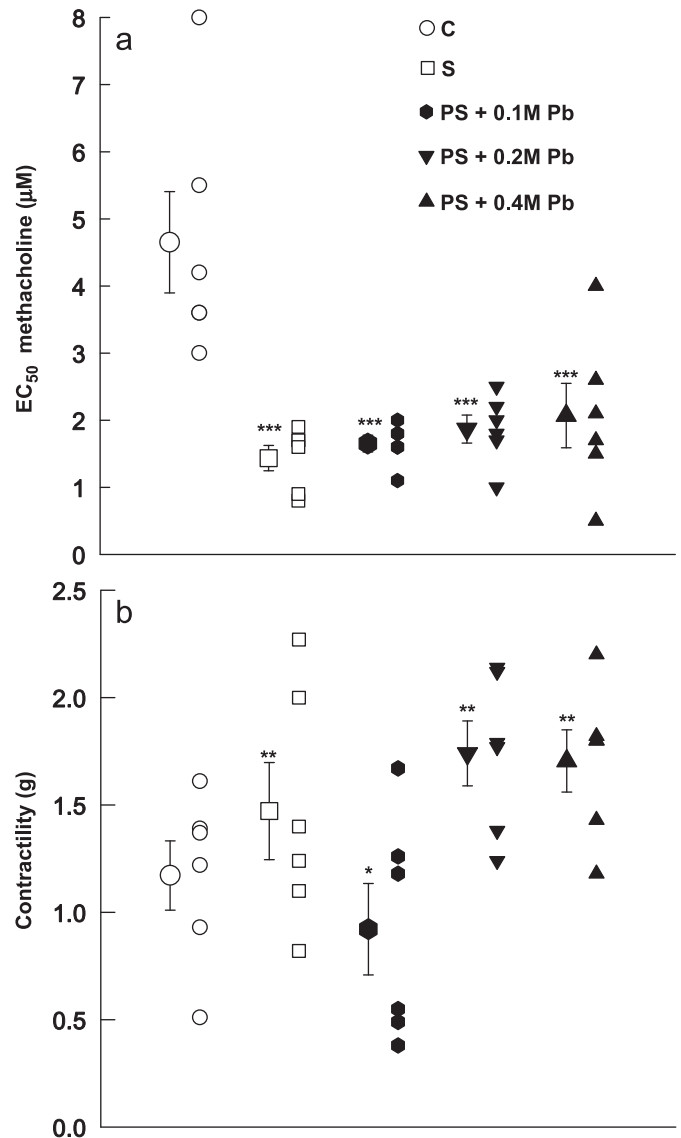 a
C
S
PS + 0.1M Pb
PS + 0.2M Pb
PS + 0.4M Pb
EC50 methacholine (µM)
8
7
6
5
4
3
2
1
0
***
***
***
***
b
Contractility (g)
2.5
2.0
1.5
1.0
0.5
0.0
**
*
**
**